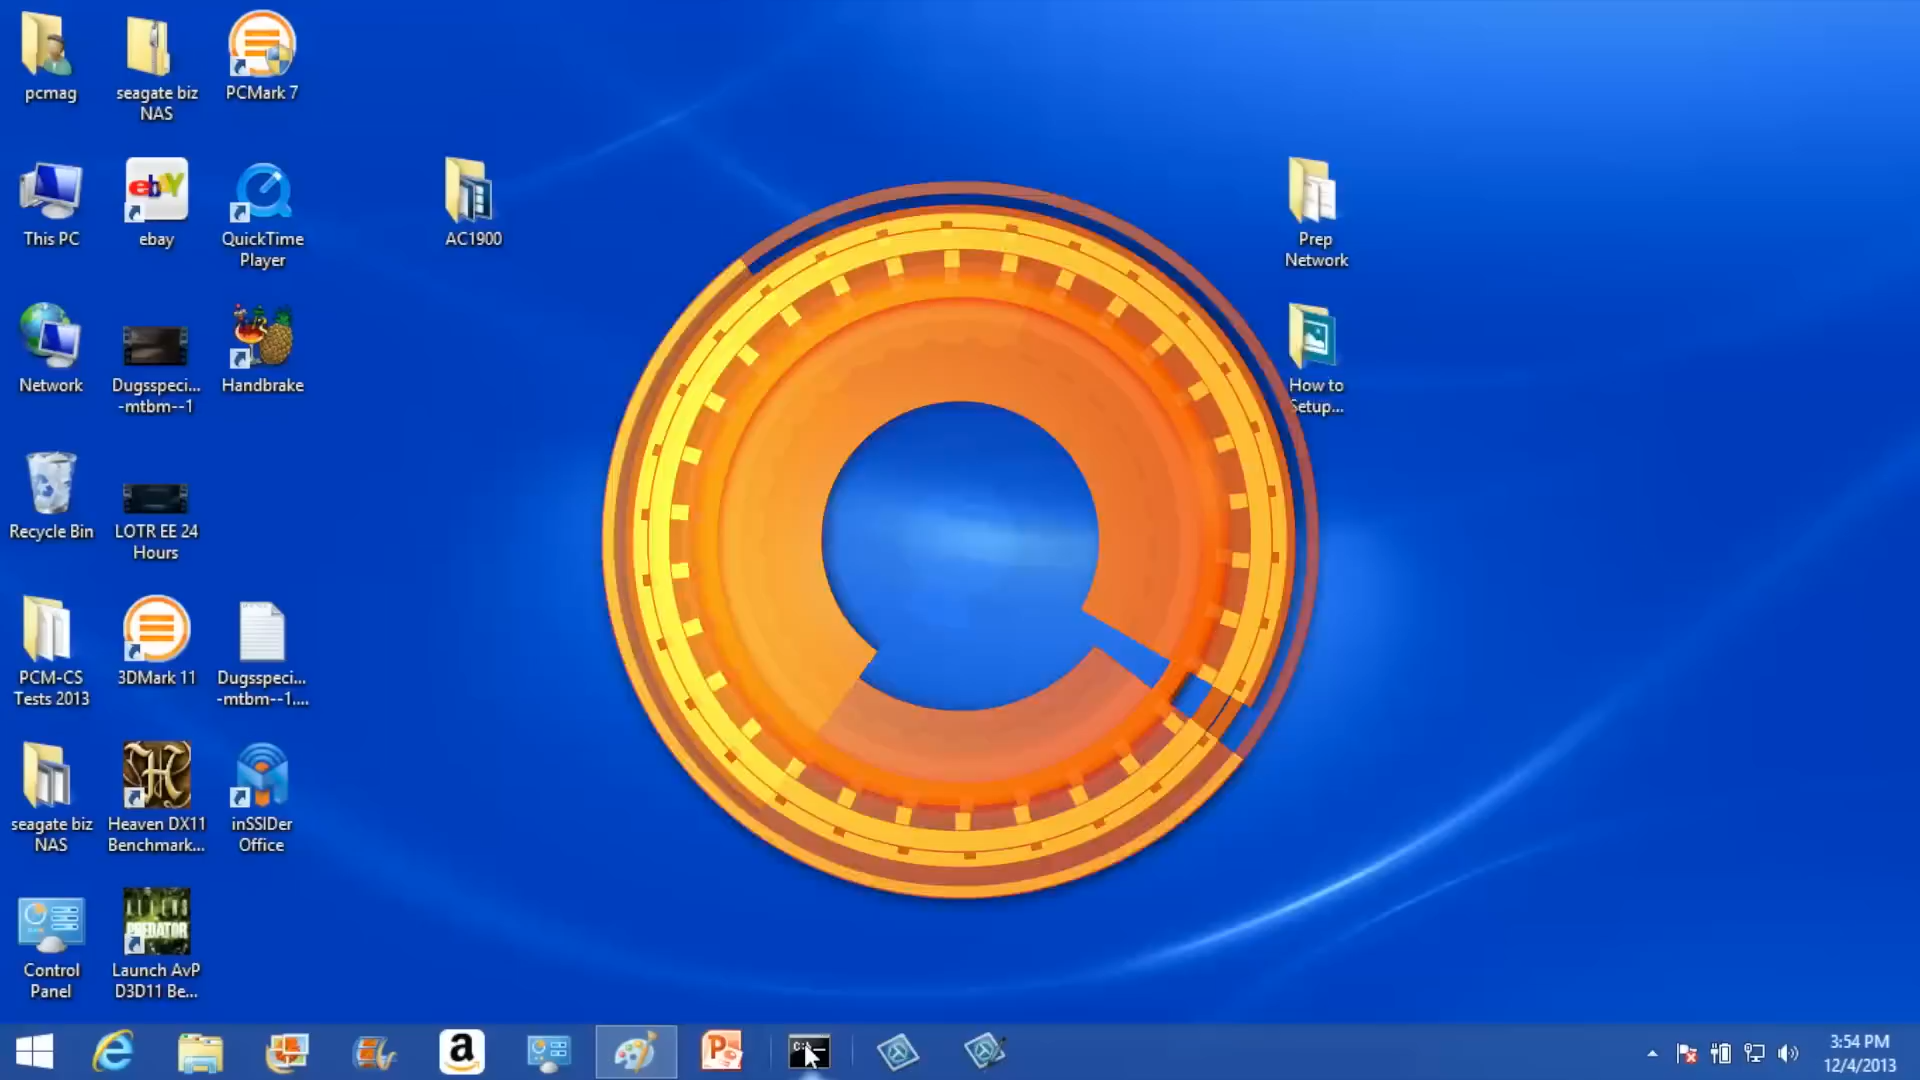 pcmag
seagate biz
NAS
PCMark 7
This PC
ebY
ebay
QuickTime
Player
AC1900
Prep
Network
Network
Dugsspeci...
-mtbm--1
Handbrake
How to
Setup...
Recycle Bin
LOTR EE 24
Hours
PCM-CS
Tests 2013
3DMark 11
Dugsspeci...
-mtbm--1....
seagate biz
NAS
Heaven DX11
Benchmark...
inSSIDer
Office
ALIENS
PREDATOR
Control
Panel
Launch AvP
D3D11 Be...
a
P
C:\
3:54 PM
12/4/2013